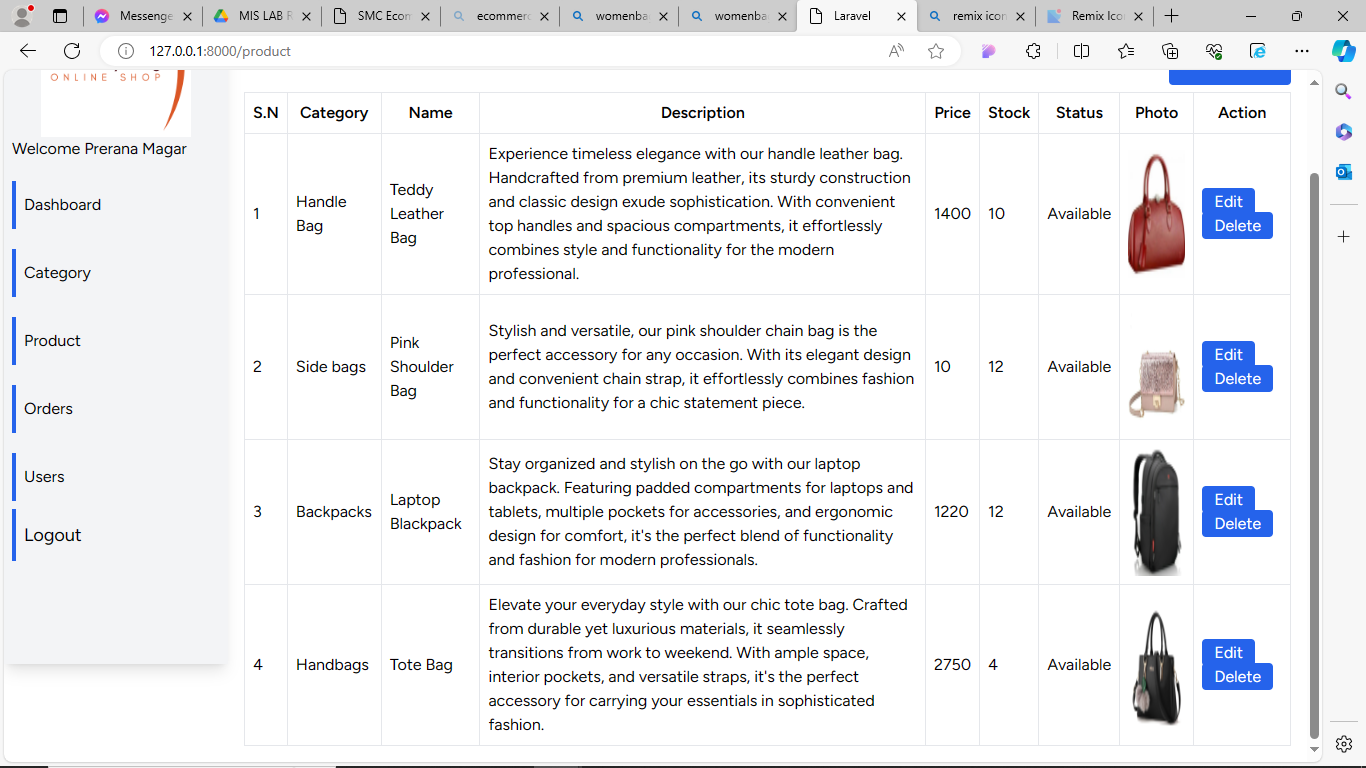 Messenge
MIS LAB R
SMC Ecom
ecommerc
womenba
womenba
Laravel
remix icon
Remix Ico
127.0.0.1:8000/product
ONLINE SHOP
Welcome Prerana Magar
Dashboard
Category
Product
Orders
Users
Logout
S.N Category Name Description Price Stock Status Photo Action
1
Handle
Bag
Teddy
Leather
Bag
Experience timeless elegance with our handle leather bag.
Handcrafted from premium leather, its sturdy construction
and classic design exude sophistication. With convenient
top handles and spacious compartments, it effortlessly
combines style and functionality for the modern
professional.
1400
10
Available
Edit
Delete
2
Side bags
Pink
Shoulder
Bag
Stylish and versatile, our pink shoulder chain bag is the
perfect accessory for any occasion. With its elegant design
and convenient chain strap, it effortlessly combines fashion
and functionality for a chic statement piece.
10
12
Available
Edit
Delete
3
Backpacks
Laptop
Blackpack
Stay organized and stylish on the go with our laptop
backpack. Featuring padded compartments for laptops and
tablets, multiple pockets for accessories, and ergonomic
design for comfort, it's the perfect blend of functionality
and fashion for modern professionals.
1220
12
Available
Edit
Delete
4
Handbags
Tote Bag
Elevate your everyday style with our chic tote bag. Crafted
from durable yet luxurious materials, it seamlessly
transitions from work to weekend. With ample space,
interior pockets, and versatile straps, it's the perfect
accessory for carrying your essentials in sophisticated
fashion.
2750
4
Available
Edit
Delete